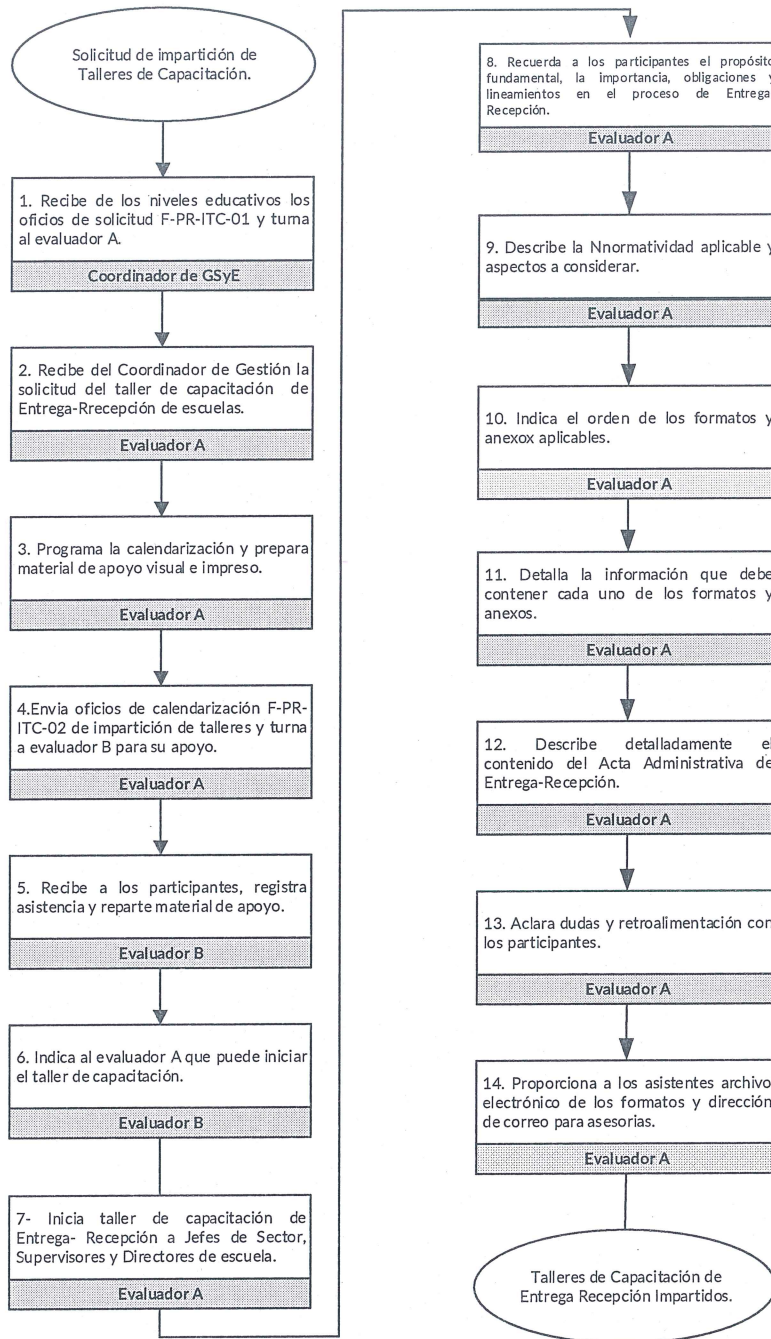 Solicitud de impartición de
Talleres de Capacitación.
1. Recibe de los niveles educativos los
oficios de solicitud F-PR-ITC-01 y turna
al evaluador A.
Coordinador de GSyE
2. Recibe del Coordinador de Gestión la
solicitud del taller de capacitación de
Entrega-Rrecepción de escuelas.
Evaluador A
3. Programa la calendarización y prepara
material de apoyo visual e impreso.
Evaluador A
4.Envia oficios de calendarización F-PR-
ITC-02 de impartición de talleres y turna
a evaluador B para su apoyo.
Evaluador A
5. Recibe a los participantes, registra
asistencia y reparte material de apoyo.
Evaluador B
6. Indica al evaluador A que puede iniciar
el taller de capacitación.
Evaluador B
7- Inicia taller de capacitación de
Entrega- Recepción a Jefes de Sector,
Supervisores y Directores de escuela.
Evaluador A
8. Recuerda a los participantes el propósito
fundamental, la importancia, obligaciones y
lineamientos en el proceso de Entrega-
Recepción.
Evaluador A
9. Describe la Nnormatividad aplicable y
aspectos a considerar.
Evaluador A
10. Indica el orden de los formatos y
anexox aplicables.
Evaluador A
11. Detalla la información que debe
contener cada uno de los formatos y
anexos.
Evaluador A
12. Describe detalladamente el
contenido del Acta Administrativa de
Entrega-Recepción.
Evaluador A
13. Aclara dudas y retroalimentación con
los participantes.
Evaluador A
14. Proporciona a los asistentes archivo
electrónico de los formatos y dirección
de correo para asesorias.
Evaluador A
Talleres de Capacitación de
Entrega Recepción Impartidos.